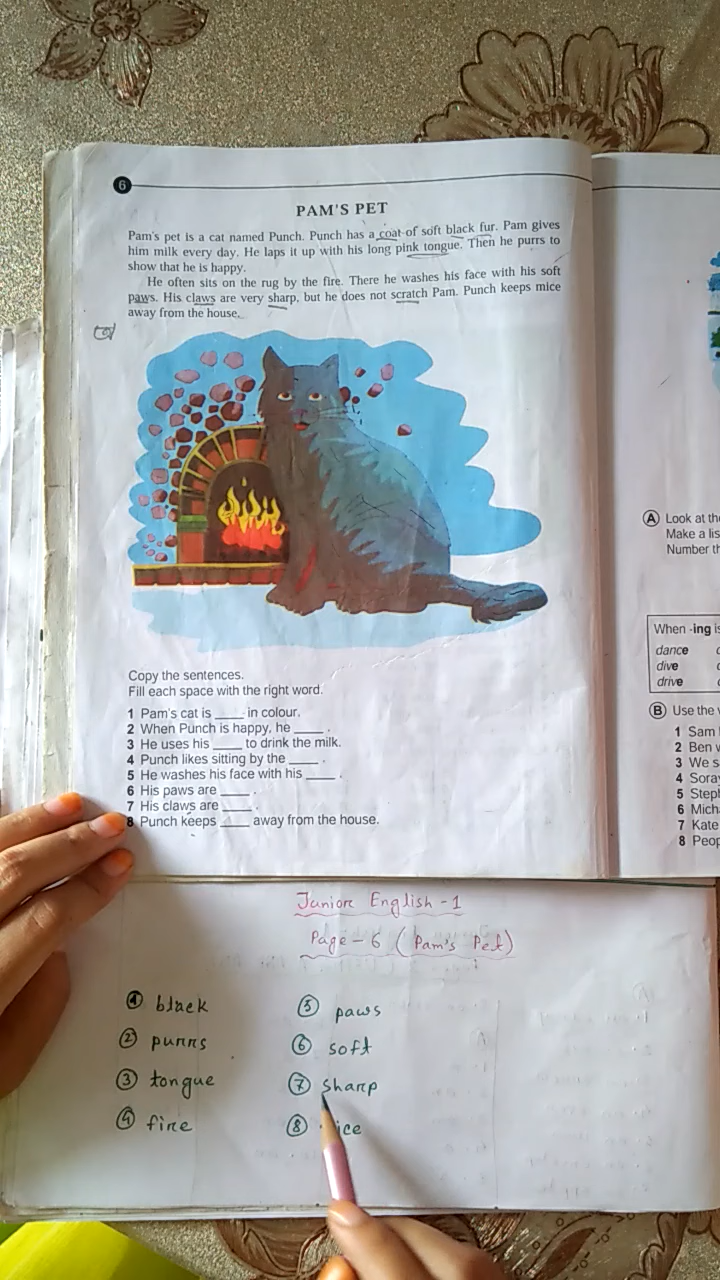 6
PAM'S PET
Pam's pet is a cat named Punch. Punch has a coat of soft black fur. Pam gives
him milk every day. He laps it up with his long pink tongue. Then he purrs to
show that he is happy.
He often sits on the rug by the fire. There he washes his face with his soft
paws. His claws are very sharp, but he does not scratch Pam. Punch keeps mice
away from the house.
Copy the sentences.
Fill each space with the right word.
1 Pam's cat is ____ in colour.
2 When Punch is happy, he ____ .
3 He uses his ____ to drink the milk.
4 Punch likes sitting by the ____ .
5 He washes his face with his ____ .
6 His paws are ____ .
7 His claws are ____ .
8 Punch keeps ____ away from the house.
A Look at the
Make a lis
Number th
When -ing is
dance
dive
drive
B Use the
1 Sam
2 Ben
3 We s
4 Sora
5 Step
6 Mich
7 Kate
8 Peop
Junior English - 1
Page - 6 (Pam's Pet)
1 black
2 purrs
3 tongue
4 fire
5 paws
6 soft
7 sharp
8 ice